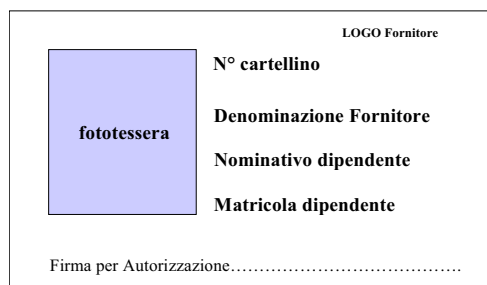 LOGO Fornitore
N° cartellino
fototessera
Denominazione Fornitore
Nominativo dipendente
Matricola dipendente
Firma per Autorizzazione………………………………….